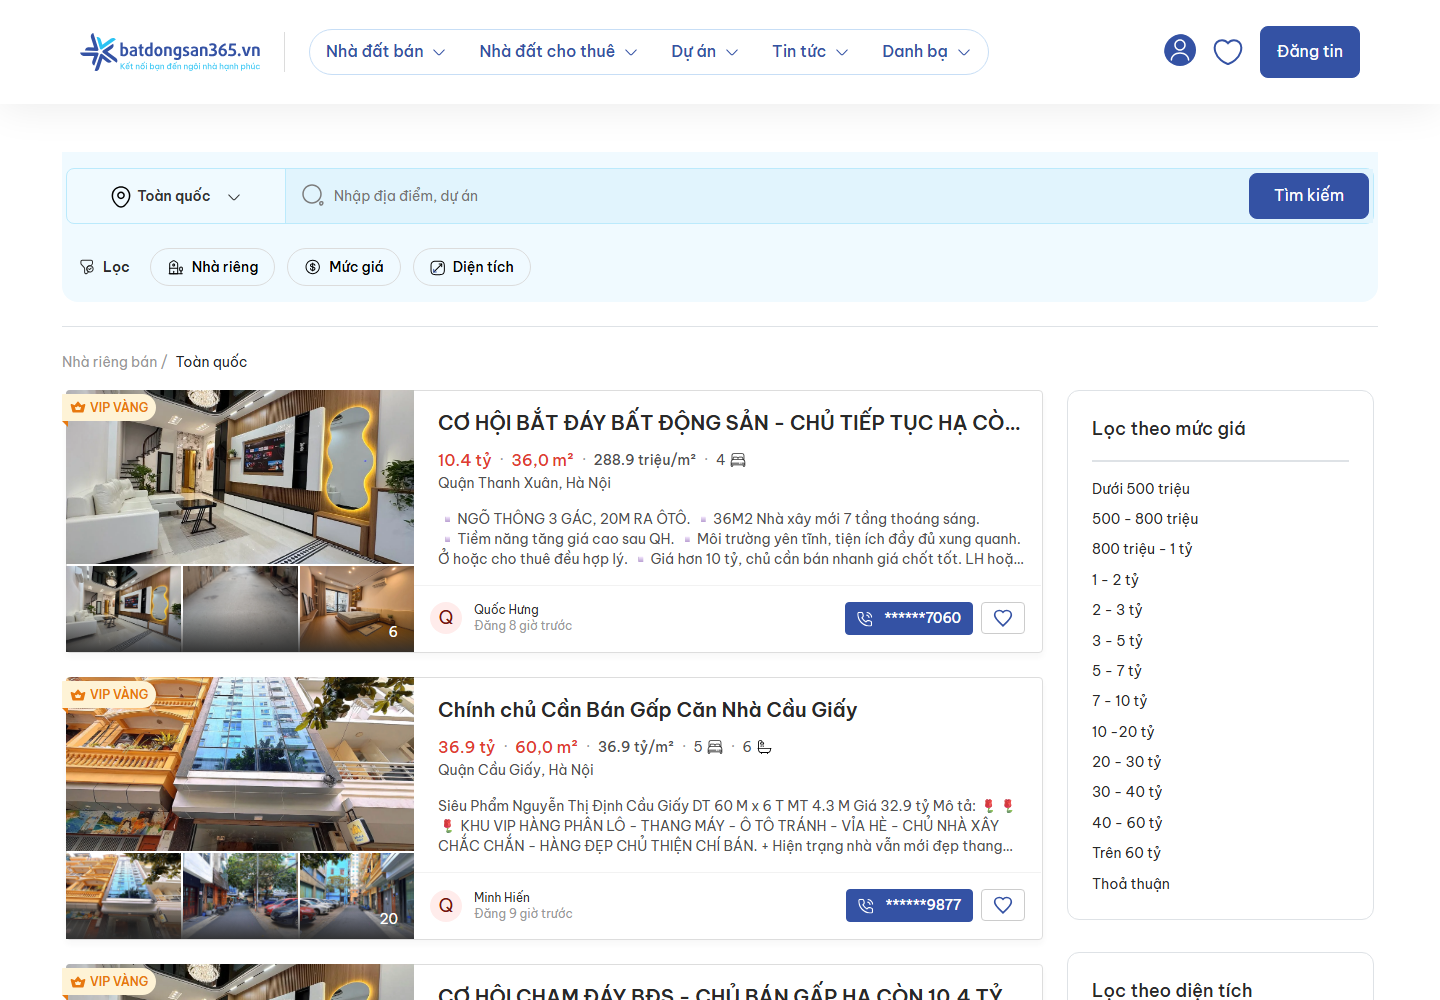 batdongsan365.vn
Kết nối bạn đến ngôi nhà hạnh phúc
Nhà đất bán
Nhà đất cho thuê
Dự án
Tin tức
Danh bạ
Đăng tin
Toàn quốc
Nhập địa điểm, dự án
Tìm kiếm
Lọc
Nhà riêng
Mức giá
Diện tích
Nhà riêng bán / Toàn quốc
VIP VÀNG
CƠ HỘI BẮT ĐÁY BẤT ĐỘNG SẢN - CHỦ TIẾP TỤC HẠ CÒ...
10.4 tỷ · 36,0 m² · 288.9 triệu/m² · 4
Quận Thanh Xuân, Hà Nội
NGÕ THÔNG 3 GÁC, 20M RA ÔTÔ. 36M2 Nhà xây mới 7 tầng thoáng sáng.
Tiềm năng tăng giá cao sau QH. Môi trường yên tĩnh, tiện ích đầy đủ xung quanh.
Ở hoặc cho thuê đều hợp lý. Giá hơn 10 tỷ, chủ cần bán nhanh giá chốt tốt. LH hoặ...
6
Q
Quốc Hưng
Đăng 8 giờ trước
******7060
VIP VÀNG
Chính chủ Cần Bán Gấp Căn Nhà Cầu Giấy
36.9 tỷ · 60,0 m² · 36.9 tỷ/m² · 5 · 6
Quận Cầu Giấy, Hà Nội
Siêu Phẩm Nguyễn Thị Định Cầu Giấy DT 60 M x 6 T MT 4.3 M Giá 32.9 tỷ Mô tả:
KHU VIP HÀNG PHÂN LÔ - THANG MÁY - Ô TÔ TRÁNH - VỈA HÈ - CHỦ NHÀ XÂY
CHẮC CHẮN - HÀNG ĐẸP CHỦ THIỆN CHÍ BÁN. + Hiện trạng nhà vẫn mới đẹp thang...
20
Q
Minh Hiến
Đăng 9 giờ trước
******9877
VIP VÀNG
CƠ HỘI CHẠM ĐÁY BĐS - CHỦ BÁN GẤP HẠ CÒN 10.4 TỶ
Lọc theo mức giá
Dưới 500 triệu
500 - 800 triệu
800 triệu - 1 tỷ
1 - 2 tỷ
2 - 3 tỷ
3 - 5 tỷ
5 - 7 tỷ
7 - 10 tỷ
10 -20 tỷ
20 - 30 tỷ
30 - 40 tỷ
40 - 60 tỷ
Trên 60 tỷ
Thoả thuận
Lọc theo diện tích